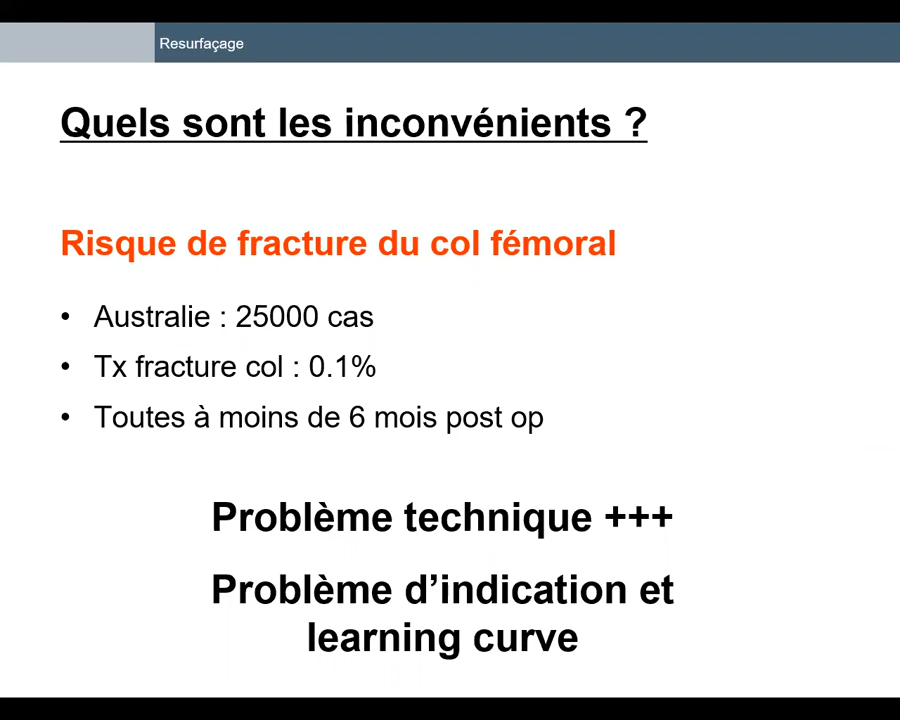 Resurfaçage
Quels sont les inconvénients ?
Risque de fracture du col fémoral
• Australie : 25000 cas
• Tx fracture col : 0.1%
• Toutes à moins de 6 mois post op
Problème technique +++
Problème d’indication et
learning curve